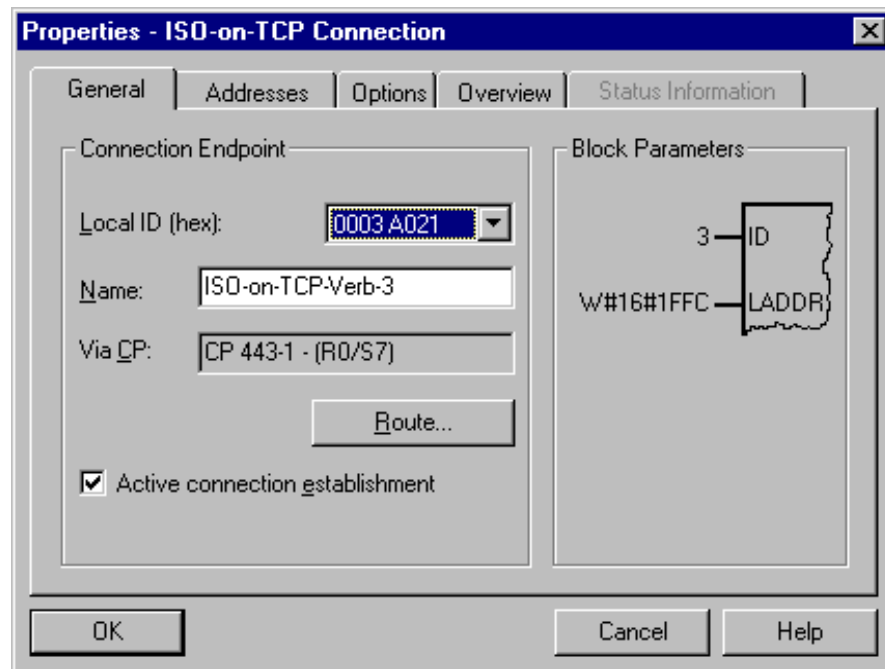 Properties - ISO-on-TCP Connection
General Addresses Options Overview Status Information
Connection Endpoint
Local ID (hex): 0003 A021
Name: ISO-on-TCP-Verb-3
Via CP: CP 443-1 - (R0/S7)
Route...
Active connection establishment
Block Parameters
3 ID
W#16#1FFC LADDR
OK Cancel Help